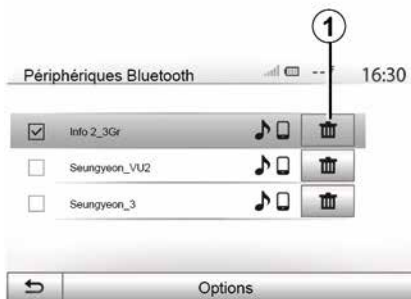 1
Périphériques Bluetooth
16:30
Info 2_3Gr
Seungyeon_VU2
Seungyeon_3
Options